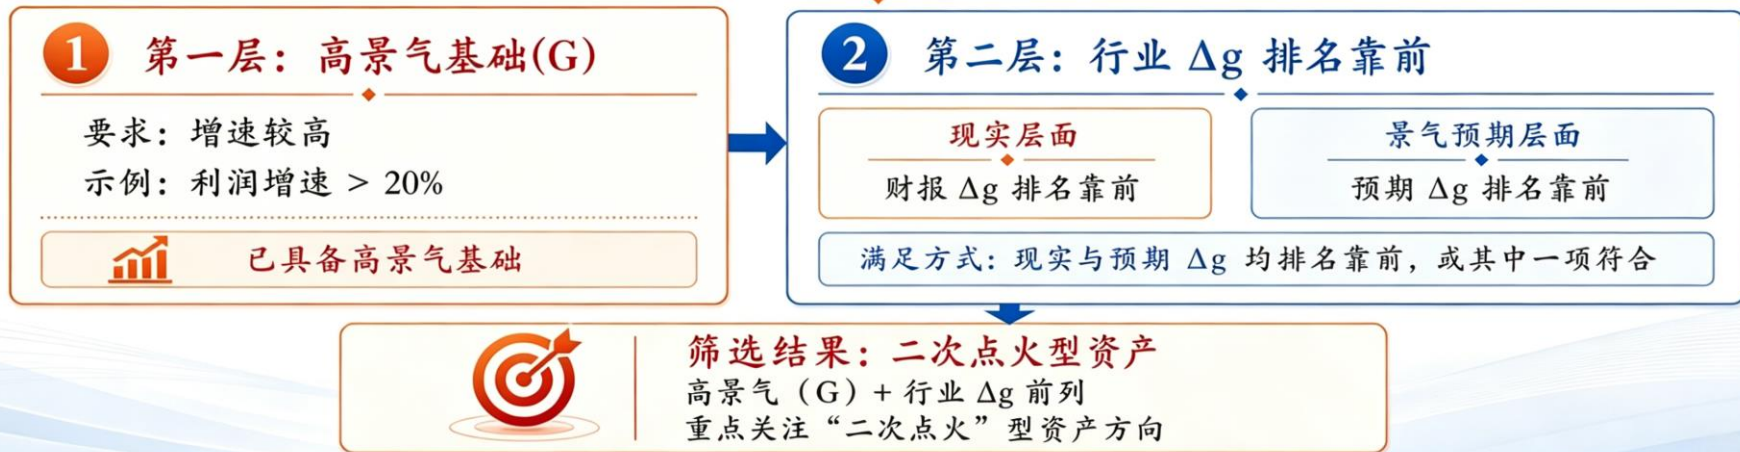 1 第一层：高景气基础(G)
要求：增速较高
示例：利润增速 > 20%
已具备高景气基础
2 第二层：行业 Δg 排名靠前
现实层面
财报 Δg 排名靠前
景气预期层面
预期 Δg 排名靠前
满足方式：现实与预期 Δg 均排名靠前，或其中一项符合
筛选结果：二次点火型资产
高景气（G）+ 行业 Δg 前列
重点关注“二次点火”型资产方向